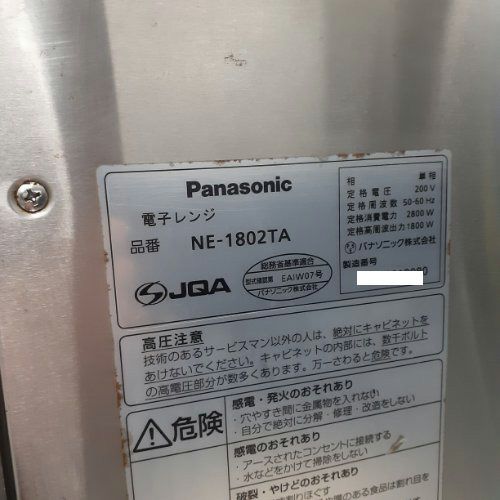 Panasonic
電子レンジ
品番 NE-1802TA
JQA
総務省基準適合
型式確認第 EAIW07号
パナソニック株式会社
相 単相
定格電圧 200 V
定格周波数 50-60 Hz
定格消費電力 2800 W
定格高周波出力 1800 W
パナソニック株式会社
製造番号
高圧注意
技術のあるサービスマン以外の人は、絶対にキャビネットを
あけないでください。キャビネットの内部には、数千ボルト
の高電圧部分が数多くあります。万一さわると危険です。
危険
感電・発火のおそれあり
・穴やすき間に金属物を入れない
・自分で絶対に分解・修理・改造をしない
感電のおそれあり
・アースされたコンセントに接続する
・水などをかけて掃除をしない
破裂・やけどのおそれあり